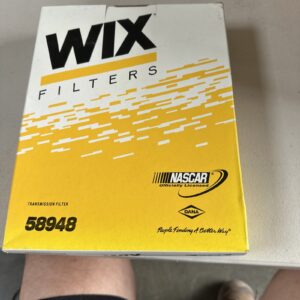 WIX
FILTERS
NASCAR
Officially Licensed
TRANSMISSION FILTER
58948
DANA
People Finding A Better Way